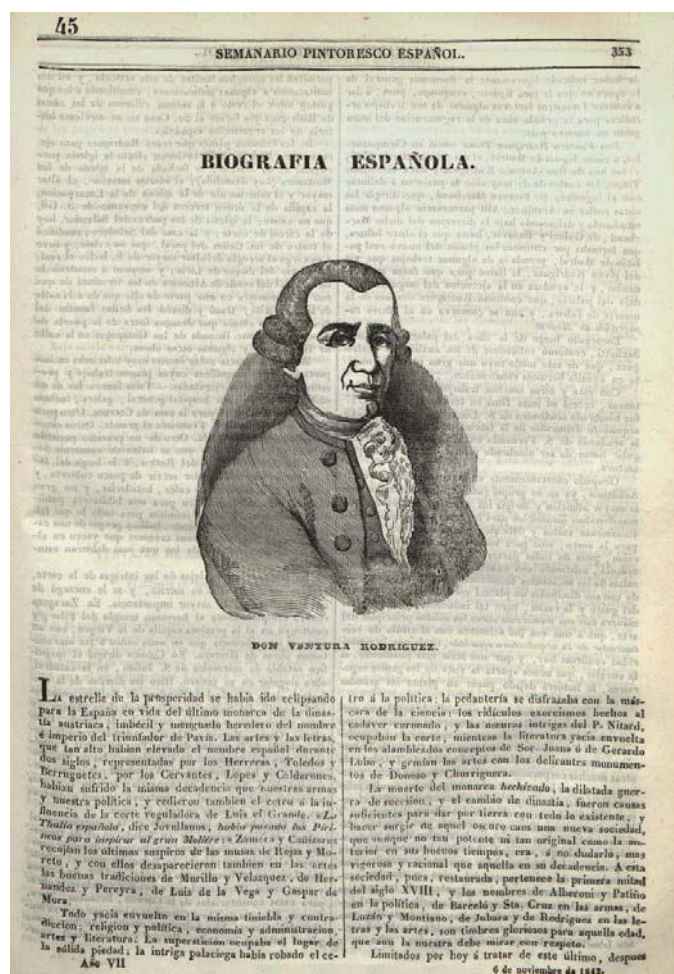 45
SEMANARIO PINTORESCO ESPAÑOL.
353
BIOGRAFIA ESPAÑOLA.
DON VENTURA RODRIGUEZ.
LA estrella de la prosperidad se habia ido eclipsando
para la España en vida del último monarca de la dinas-
tía austriaca, imbécil y menguado heredero del nombre
é imperio del triunfador de Pavía. Las artes y las letras,
que tan alto habian elevado el nombre español durante
dos siglos, representadas por los Herreras, Toledos y
Berruguetes, por los Cervantes, Lopes y Calderones,
habian sufrido la misma decadencia que nuestras armas
y nuestra política, y cedieron tambien el cetro á la in-
fluencia de la corte reguladora de Luis el Grande. «La
Thalia española, dice Jovellanos, habia pasado los Piri-
neos para inspirar al gran Moliére:» Zamora y Cañizares
recojian los últimos suspiros de las musas de Rojas y Mo-
reto, y con ellos desaparecieron tambien en las artes
las buenas tradiciones de Murillo y Velazquez, de Her-
nandez y Pereyra, de Luis de la Vega y Gaspar de
Mora.
Todo yacia envuelto en la misma tiniebla y contra-
diccion: religion y política, economía y administracion,
artes y literatura: La supersticion ocupaba el lugar de
la sólida piedad; la intriga palaciega habia robado el ce-
Año VII
tro á la política; la pedantería se disfrazaba con la más-
cara de la ciencia: los ridículos exorcismos hechos al
cadáver coronado, y las oscuras intrigas del P. Nitard,
ocupaban la corte, mientras la literatura yacia envuelta
en los alambicados conceptos de Sor Juana ó de Gerardo
Lobo, y gemian las artes con los delirantes monumen-
tos de Donoso y Churriguera.
La muerte del monarca hechizado, la dilatada guer-
ra de sucesion, y el cambio de dinastía, fueron causas
suficientes para dar por tierra con todo lo existente, y
hacer surgir de aquel oscuro caos una nueva sociedad,
que aunque no tan potente ni tan original como la an-
terior en sus buenos tiempos, era, á no dudarlo, mas
vigorosa y racional que aquella en su decadencia. A esta
sociedad, pues, restaurada, pertenece la primera mitad
del siglo XVIII, y los nombres de Alberoni y Patiño
en la política, de Barceló y Sta. Cruz en las armas, de
Luzán y Montiano, de Jubara y de Rodriguez en las le-
tras y las artes, son timbres gloriosos para aquella edad,
que aun la nuestra debe mirar con respeto.
Limitados por hoy á tratar de este último, despues
6 de noviembre de 1842.